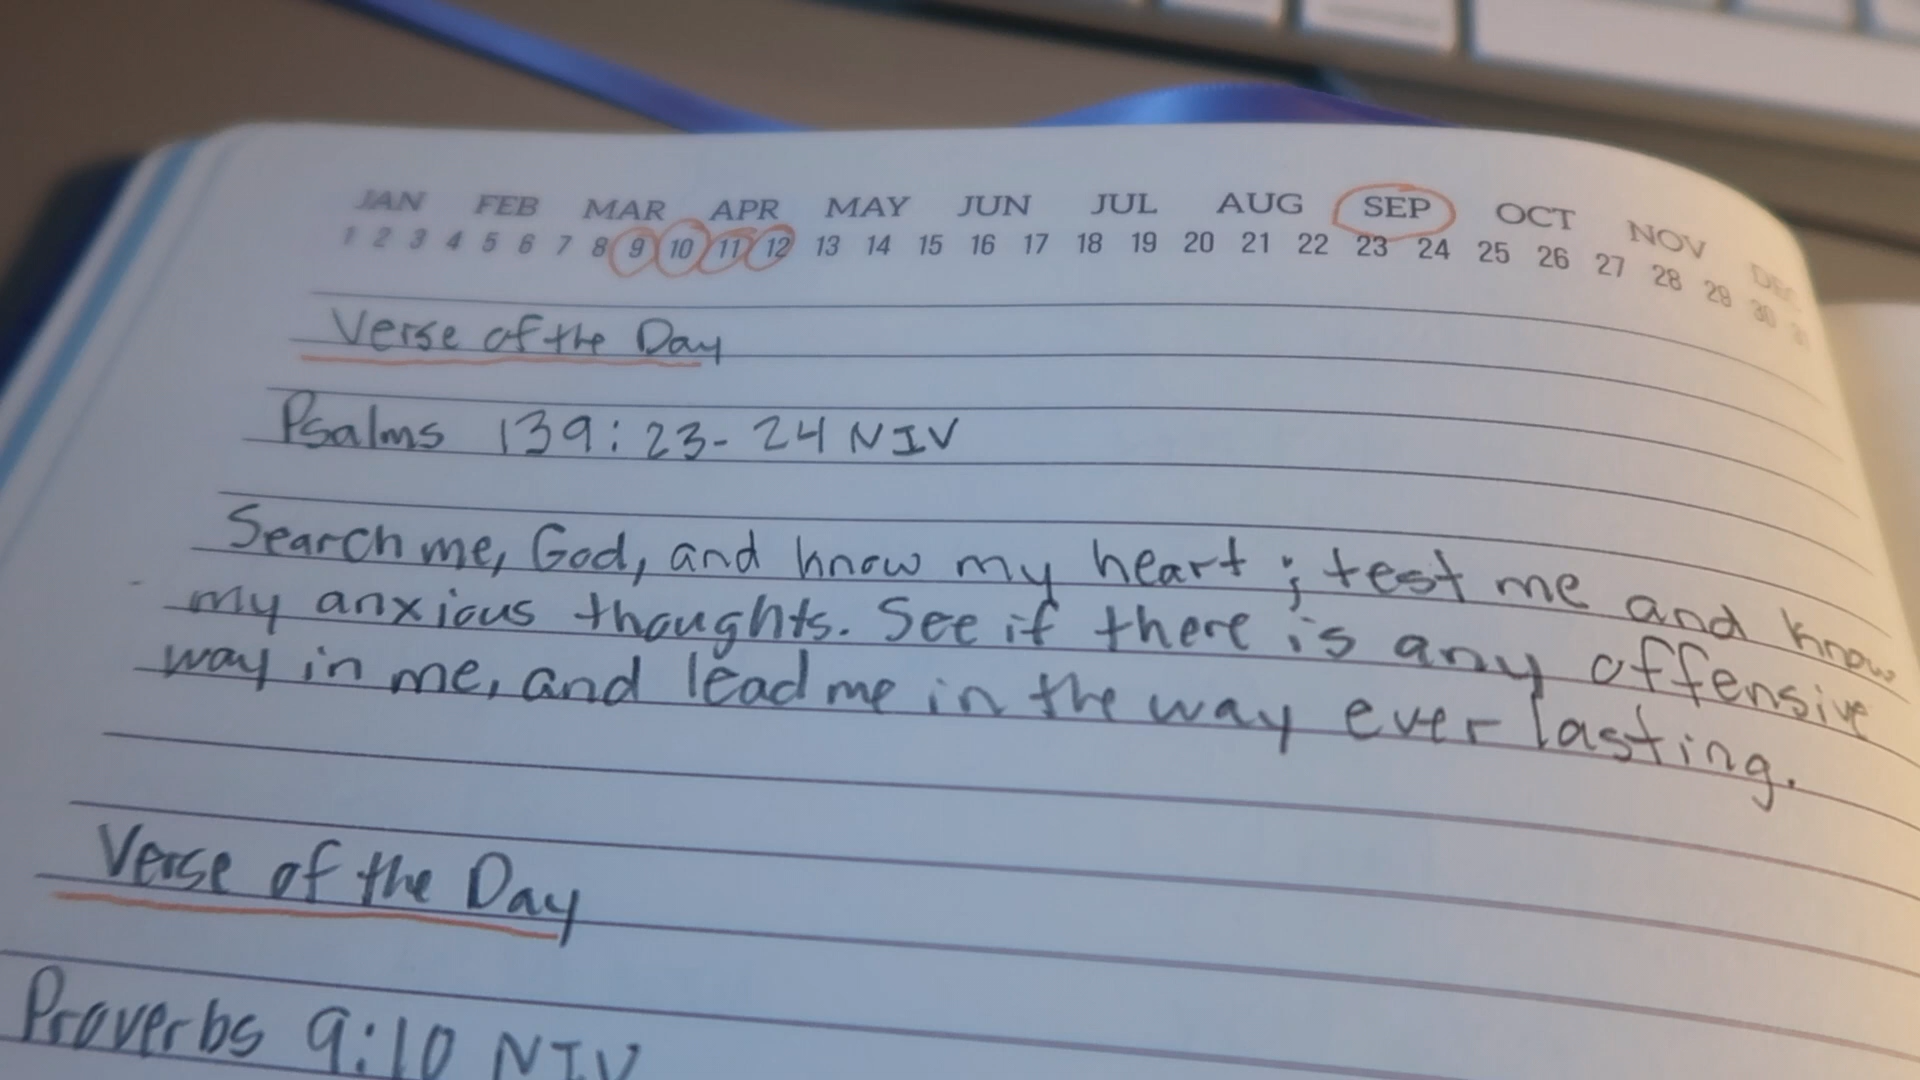 JAN FEB MAR APR MAY JUN JUL AUG SEP OCT NOV DEC
1 2 3 4 5 6 7 8 9 10 11 12 13 14 15 16 17 18 19 20 21 22 23 24 25 26 27 28 29 30 31
Verse of the Day
Psalms 139:23-24 NIV
Search me, God, and know my heart; test me and know
my anxious thoughts. See if there is any offensive
way in me, and lead me in the way everlasting.
Verse of the Day
Proverbs 9:10 NIV